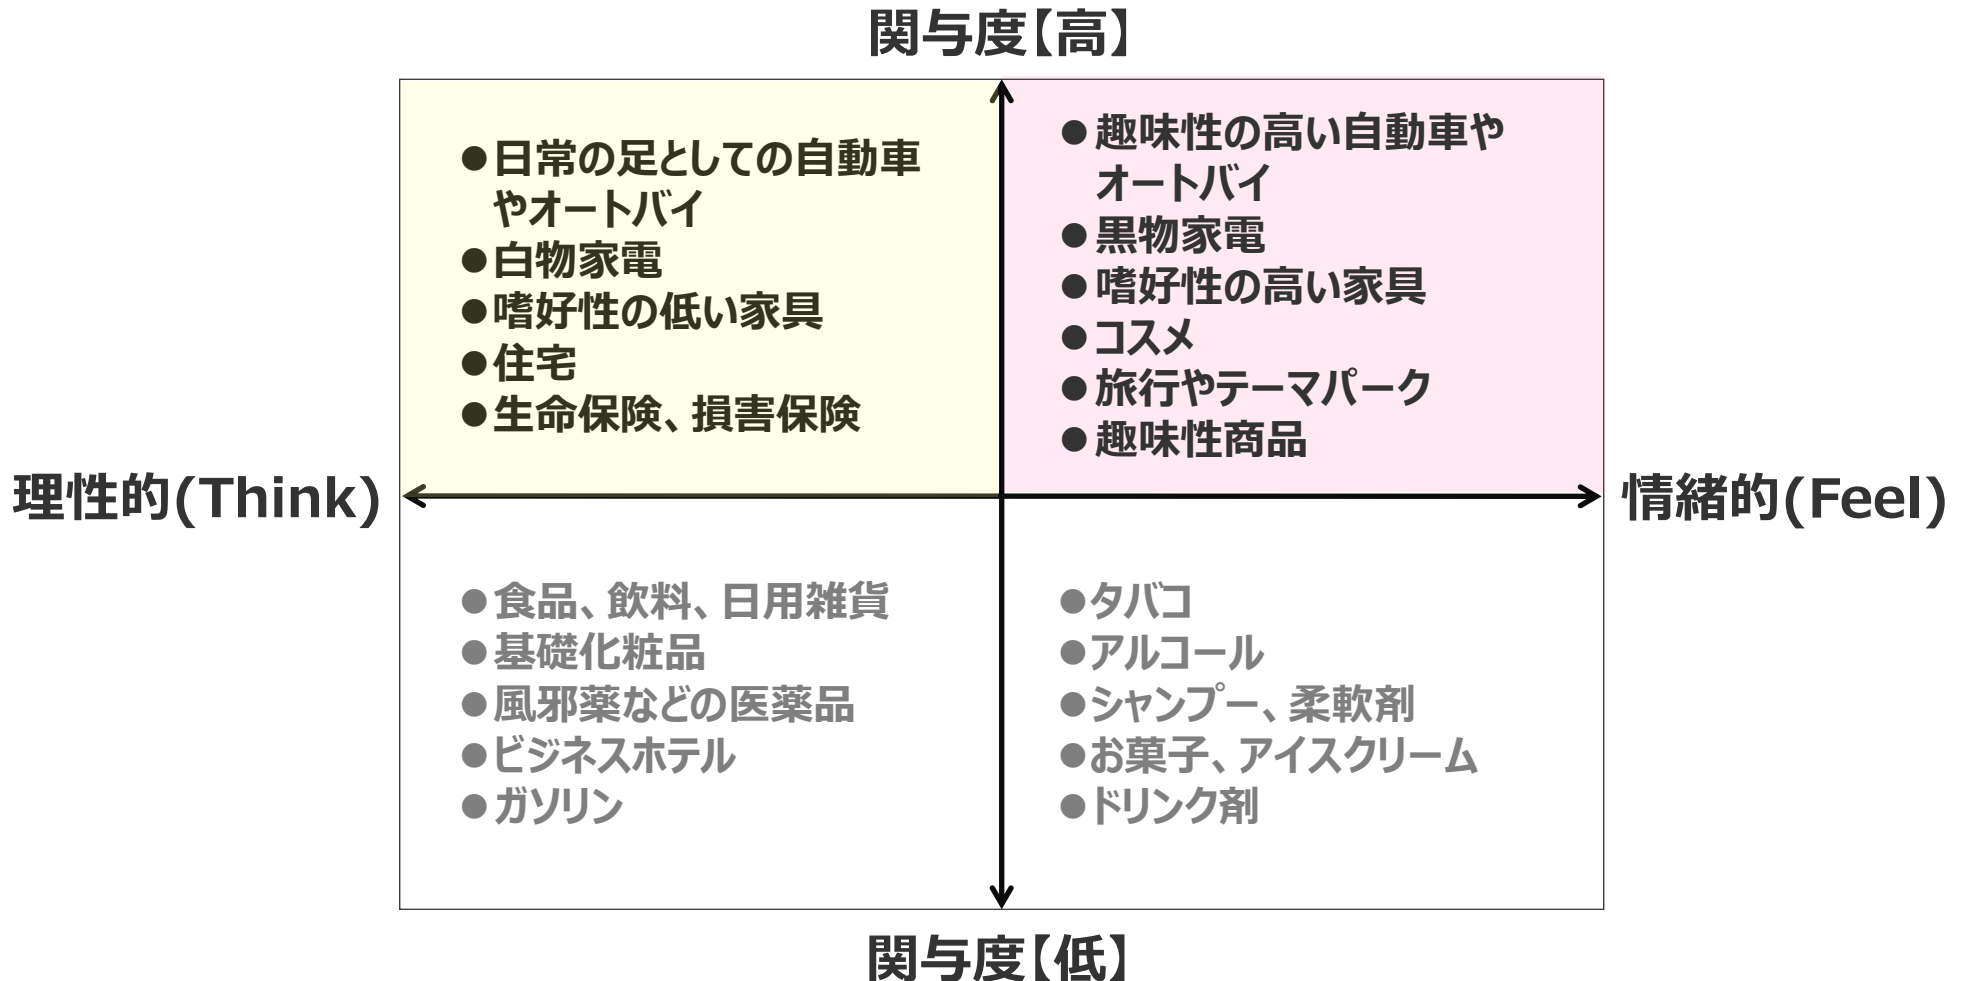 関与度【高】
●日常の足としての自動車
やオートバイ
●白物家電
●嗜好性の低い家具
●住宅
●生命保険、損害保険
●趣味性の高い自動車や
オートバイ
●黒物家電
●嗜好性の高い家具
●コスメ
●旅行やテーマパーク
●趣味性商品
理性的(Think)
情緒的(Feel)
●食品、飲料、日用雑貨
●基礎化粧品
●風邪薬などの医薬品
●ビジネスホテル
●ガソリン
●タバコ
●アルコール
●シャンプー、柔軟剤
●お菓子、アイスクリーム
●ドリンク剤
関与度【低】